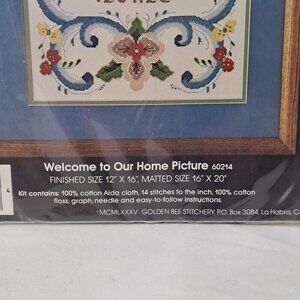 Welcome to Our Home Picture 60214
FINISHED SIZE 12" X 16", MATTED SIZE 16" X 20"
Kit contains: 100% cotton Aida cloth, 14 stitches to the inch, 100% cotton
floss, graph, needle and easy-to-follow instructions.
4
©MCMLXXXV GOLDEN BEE STITCHERY, P.O. Box 3084, La Habra,